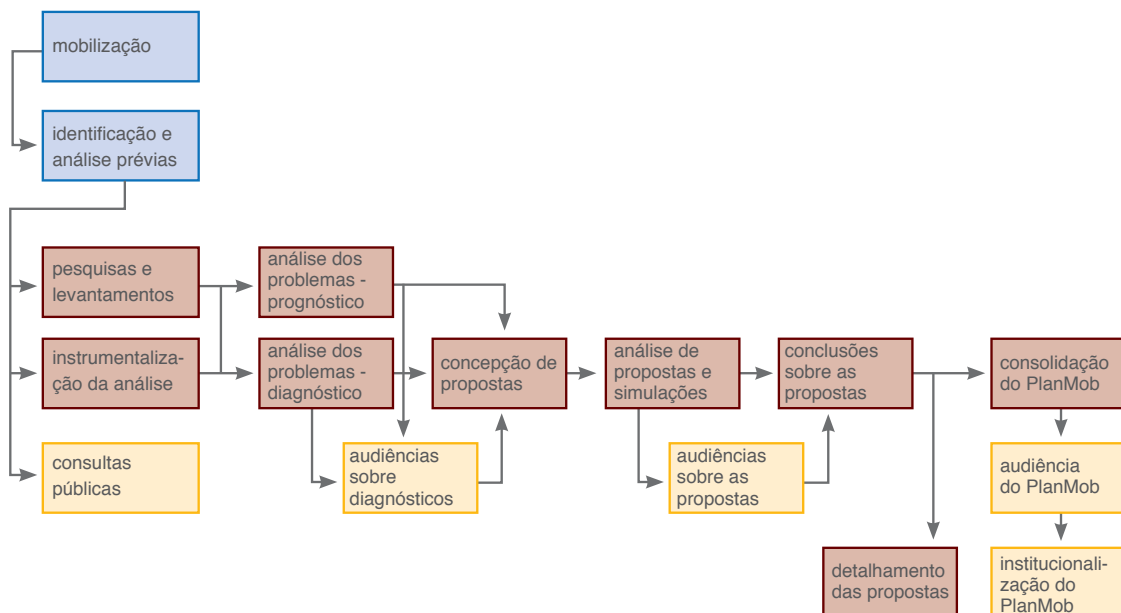 mobilização
identificação e
análise prévias
pesquisas e
levantamentos
análise dos
problemas -
prognóstico
instrumentaliza-
ção da análise
análise dos
problemas -
diagnóstico
concepção de
propostas
análise de
propostas e
simulações
conclusões
sobre as
propostas
consolidação
do PlanMob
consultas
públicas
audiências
sobre
diagnósticos
audiências
sobre as
propostas
audiência
do PlanMob
detalhamento
das propostas
institucionali-
zação do
PlanMob